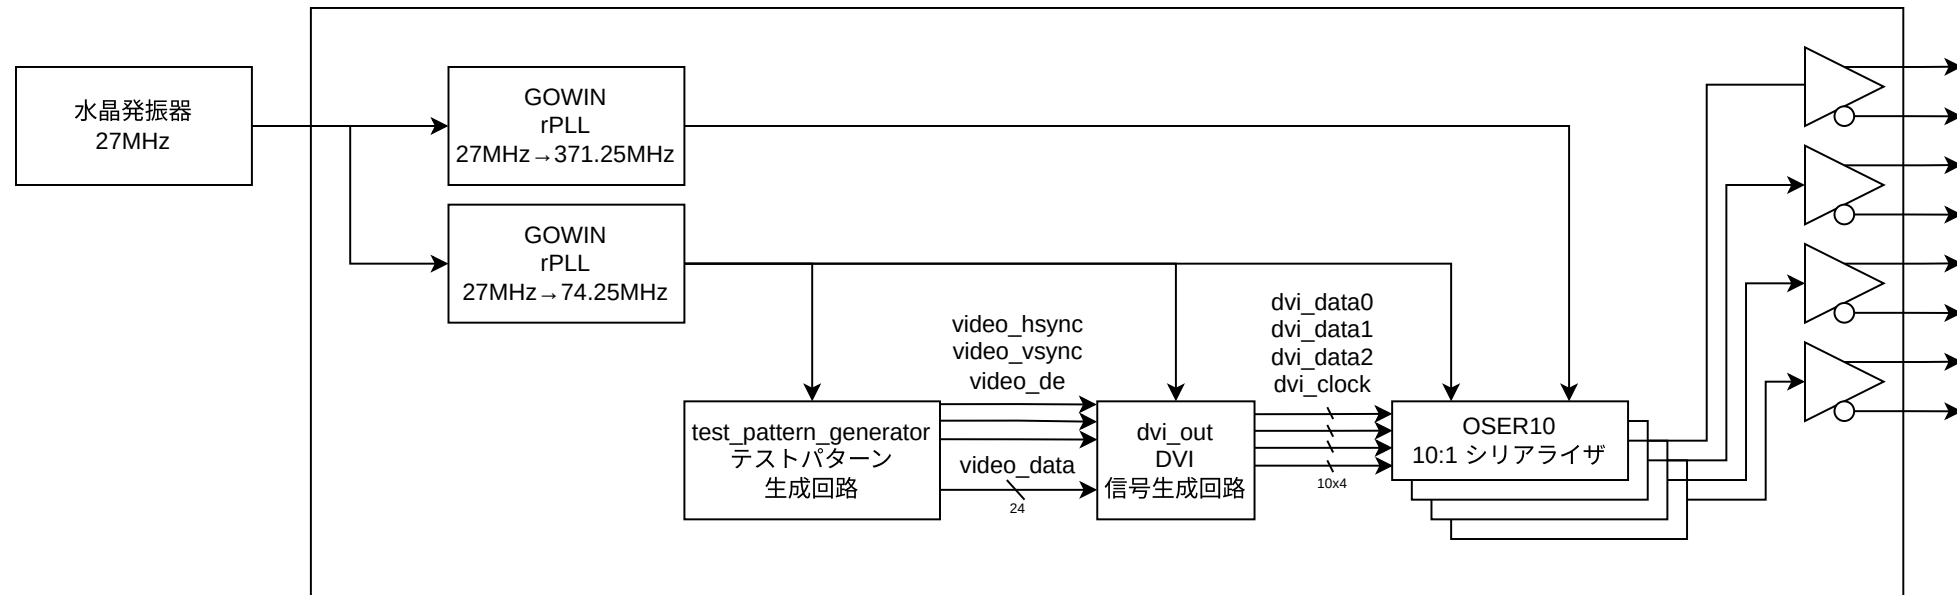 水晶発振器
27MHz
GOWIN
rPLL
27MHz→371.25MHz
GOWIN
rPLL
27MHz→74.25MHz
test_pattern_generator
テストパターン
生成回路
video_hsync
video_vsync
video_de
video_data
24
dvi_out
DVI
信号生成回路
dvi_data0
dvi_data1
dvi_data2
dvi_clock
10x4
OSER10
10:1 シリアライザ